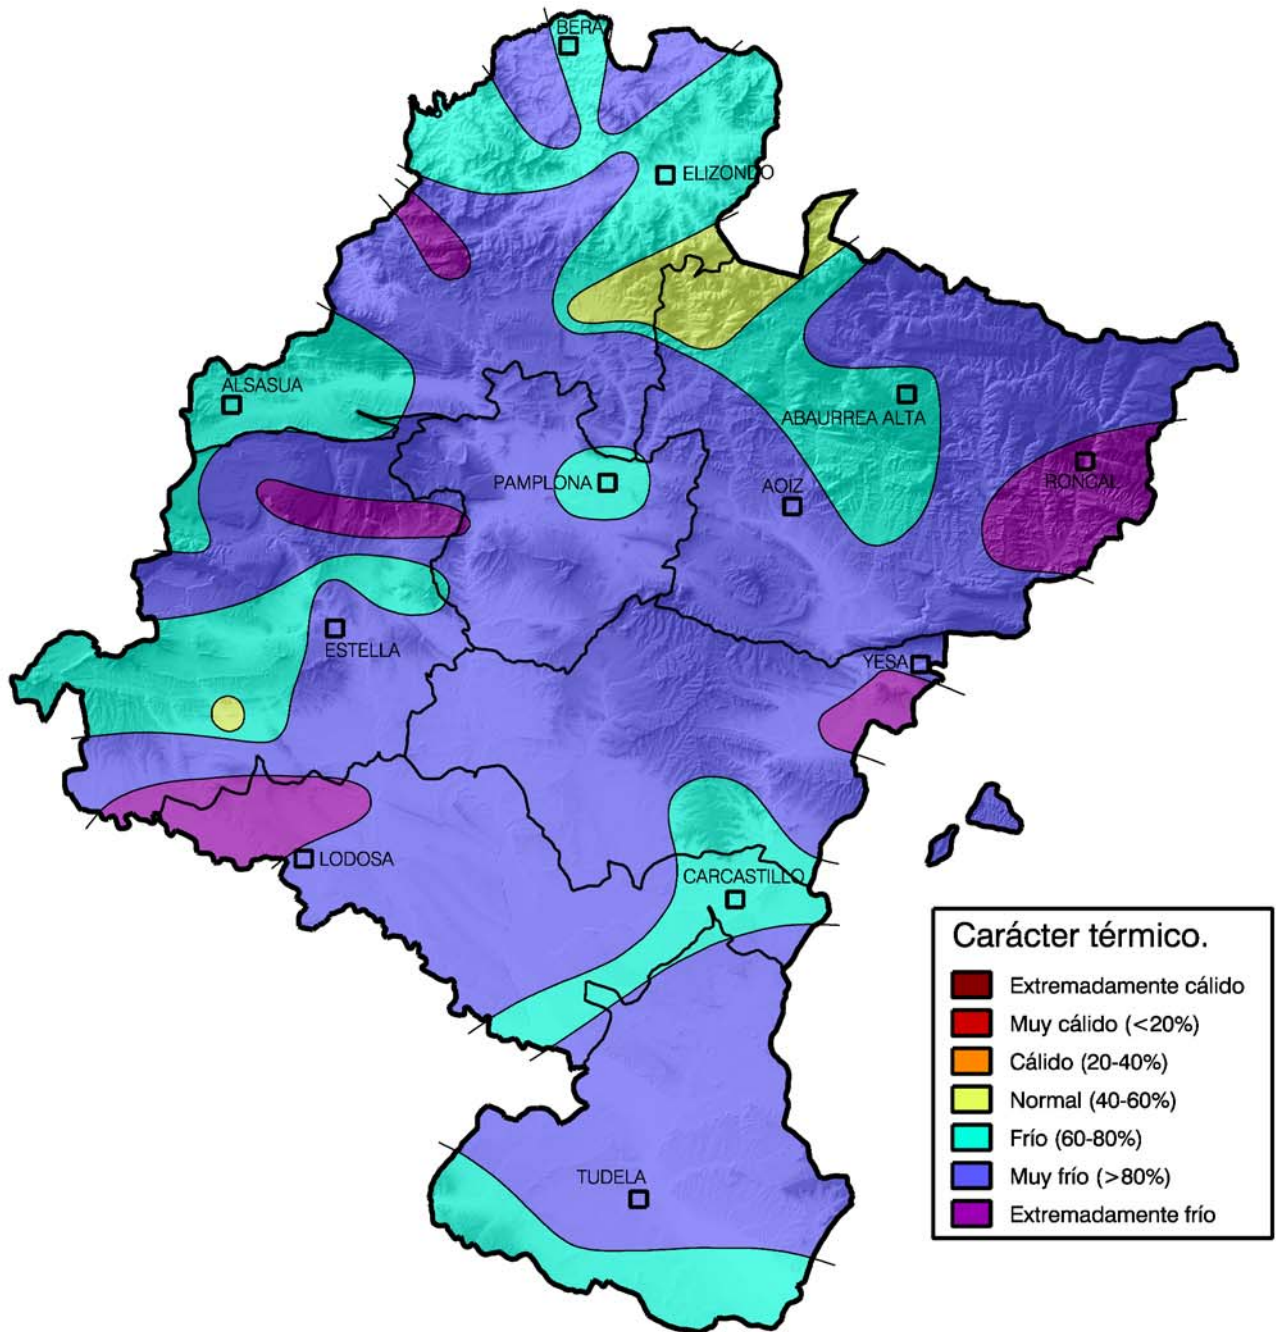 BERA
ELIZONDO
ALSASUA
ABAURREA ALTA
PAMPLONA
AOÍZ
RONCAL
ESTELLA
YESA
LODOSA
CARCASTILLO
TUDELA
Carácter térmico.
Extremadamente cálido
Muy cálido (<20%)
Cálido (20-40%)
Normal (40-60%)
Frío (60-80%)
Muy frío (>80%)
Extremadamente frío